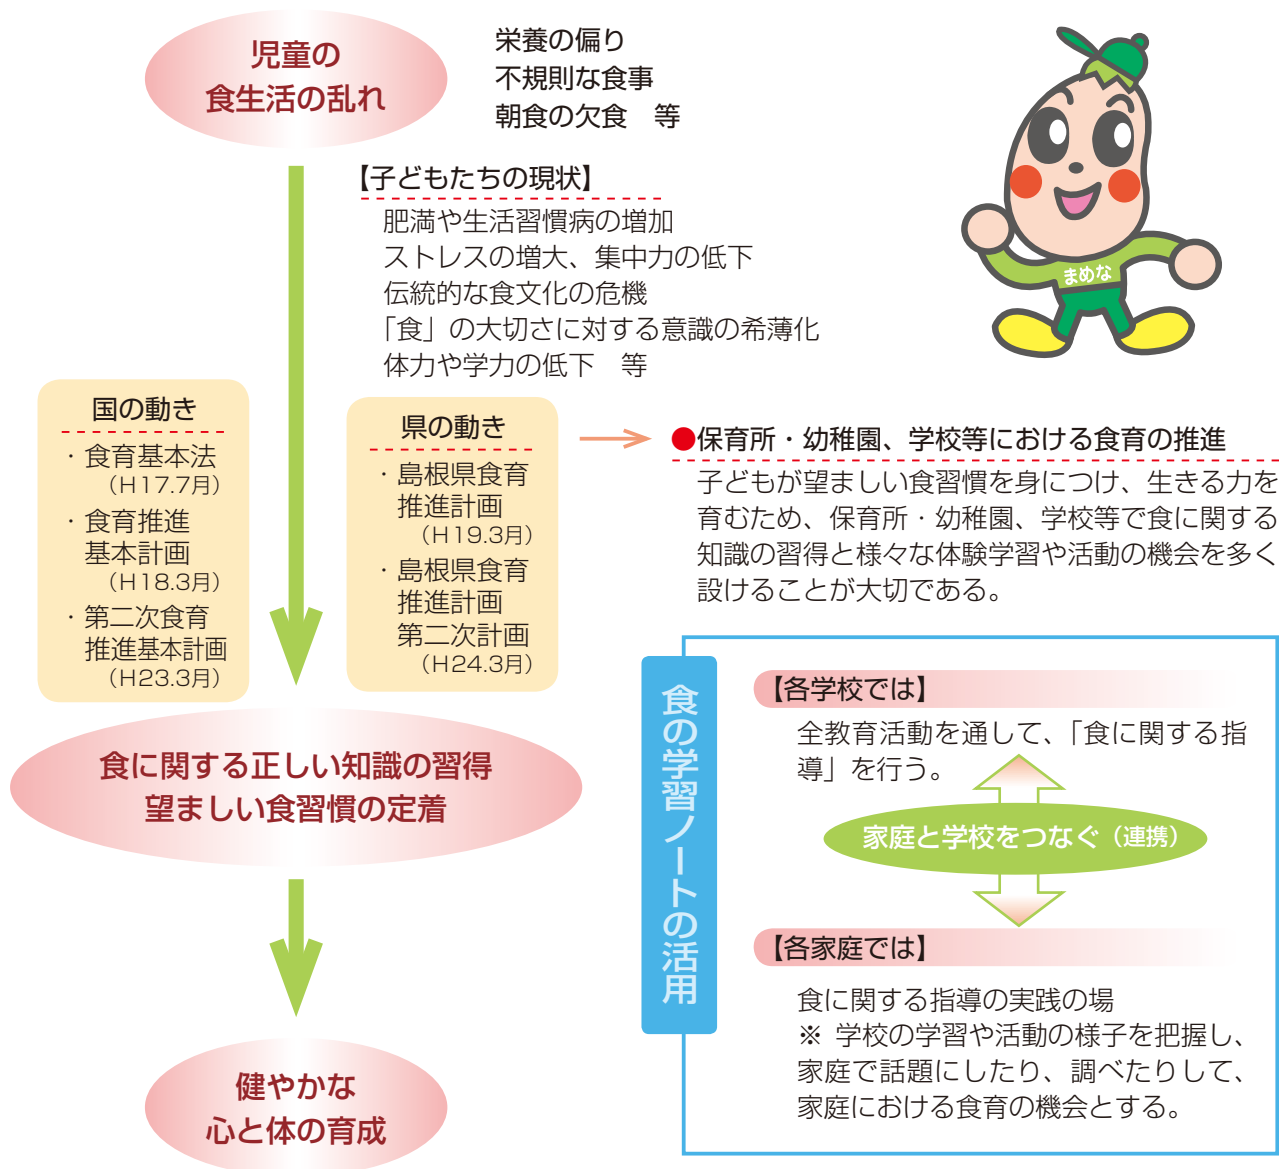 児童の
食生活の乱れ
栄養の偏り
不規則な食事
朝食の欠食　等
【子どもたちの現状】
肥満や生活習慣病の増加
ストレスの増大、集中力の低下
伝統的な食文化の危機
「食」の大切さに対する意識の希薄化
体力や学力の低下　等
まめな
国の動き
・食育基本法
（H17.7月）
・食育推進
基本計画
（H18.3月）
・第二次食育
推進基本計画
（H23.3月）
県の動き
・島根県食育
推進計画
（H19.3月）
・島根県食育
推進計画
第二次計画
（H24.3月）
●保育所・幼稚園、学校等における食育の推進
子どもが望ましい食習慣を身につけ、生きる力を
育むため、保育所・幼稚園、学校等で食に関する
知識の習得と様々な体験学習や活動の機会を多く
設けることが大切である。
食に関する正しい知識の習得
望ましい食習慣の定着
健やかな
心と体の育成
食の学習ノートの活用
【各学校では】
全教育活動を通して、「食に関する指
導」を行う。
家庭と学校をつなぐ（連携）
【各家庭では】
食に関する指導の実践の場
※ 学校の学習や活動の様子を把握し、
家庭で話題にしたり、調べたりして、
家庭における食育の機会とする。